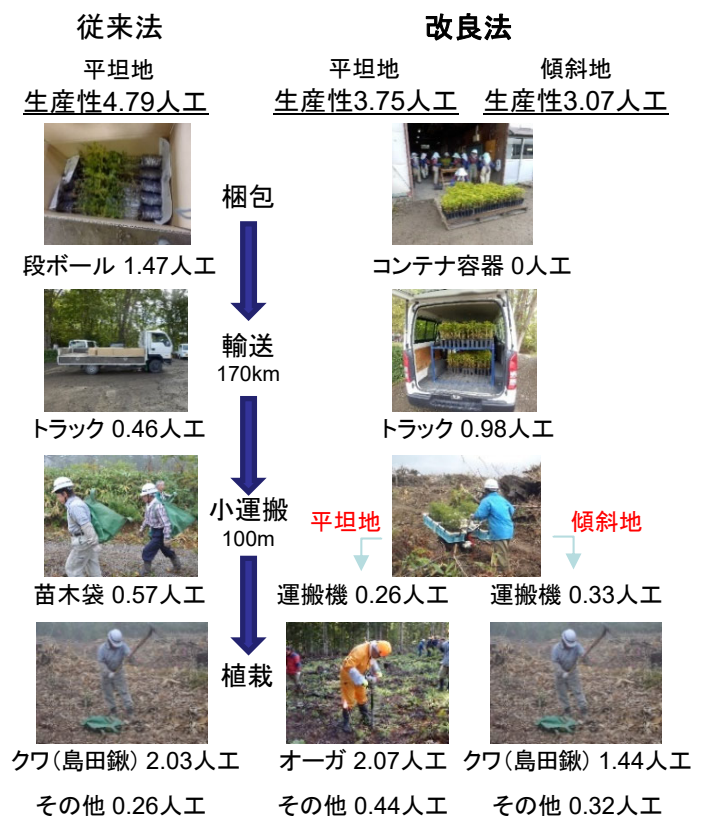 従来法
改良法
平坦地
生産性4.79人工
平坦地
生産性3.75人工
傾斜地
生産性3.07人工
梱包
段ボール 1.47人工
コンテナ容器 0人工
輸送
170km
トラック 0.46人工
トラック 0.98人工
小運搬
100m
平坦地
傾斜地
苗木袋 0.57人工
運搬機 0.26人工
運搬機 0.33人工
植栽
クワ(島田鍬) 2.03人工
オーガ 2.07人工
クワ(島田鍬) 1.44人工
その他 0.26人工
その他 0.44人工
その他 0.32人工